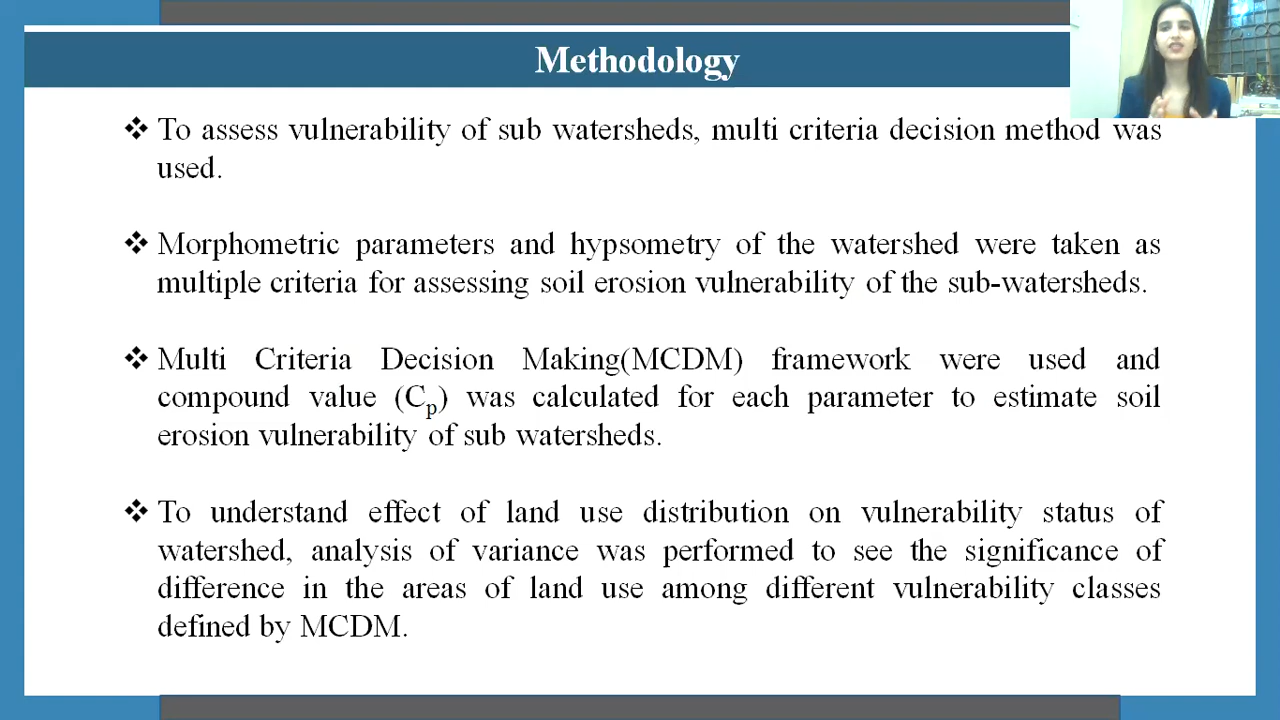 Methodology
❖ To assess vulnerability of sub watersheds, multi criteria decision method was
used.
❖ Morphometric parameters and hypsometry of the watershed were taken as
multiple criteria for assessing soil erosion vulnerability of the sub-watersheds.
❖ Multi Criteria Decision Making(MCDM) framework were used and
compound value (Cp) was calculated for each parameter to estimate soil
erosion vulnerability of sub watersheds.
❖ To understand effect of land use distribution on vulnerability status of
watershed, analysis of variance was performed to see the significance of
difference in the areas of land use among different vulnerability classes
defined by MCDM.